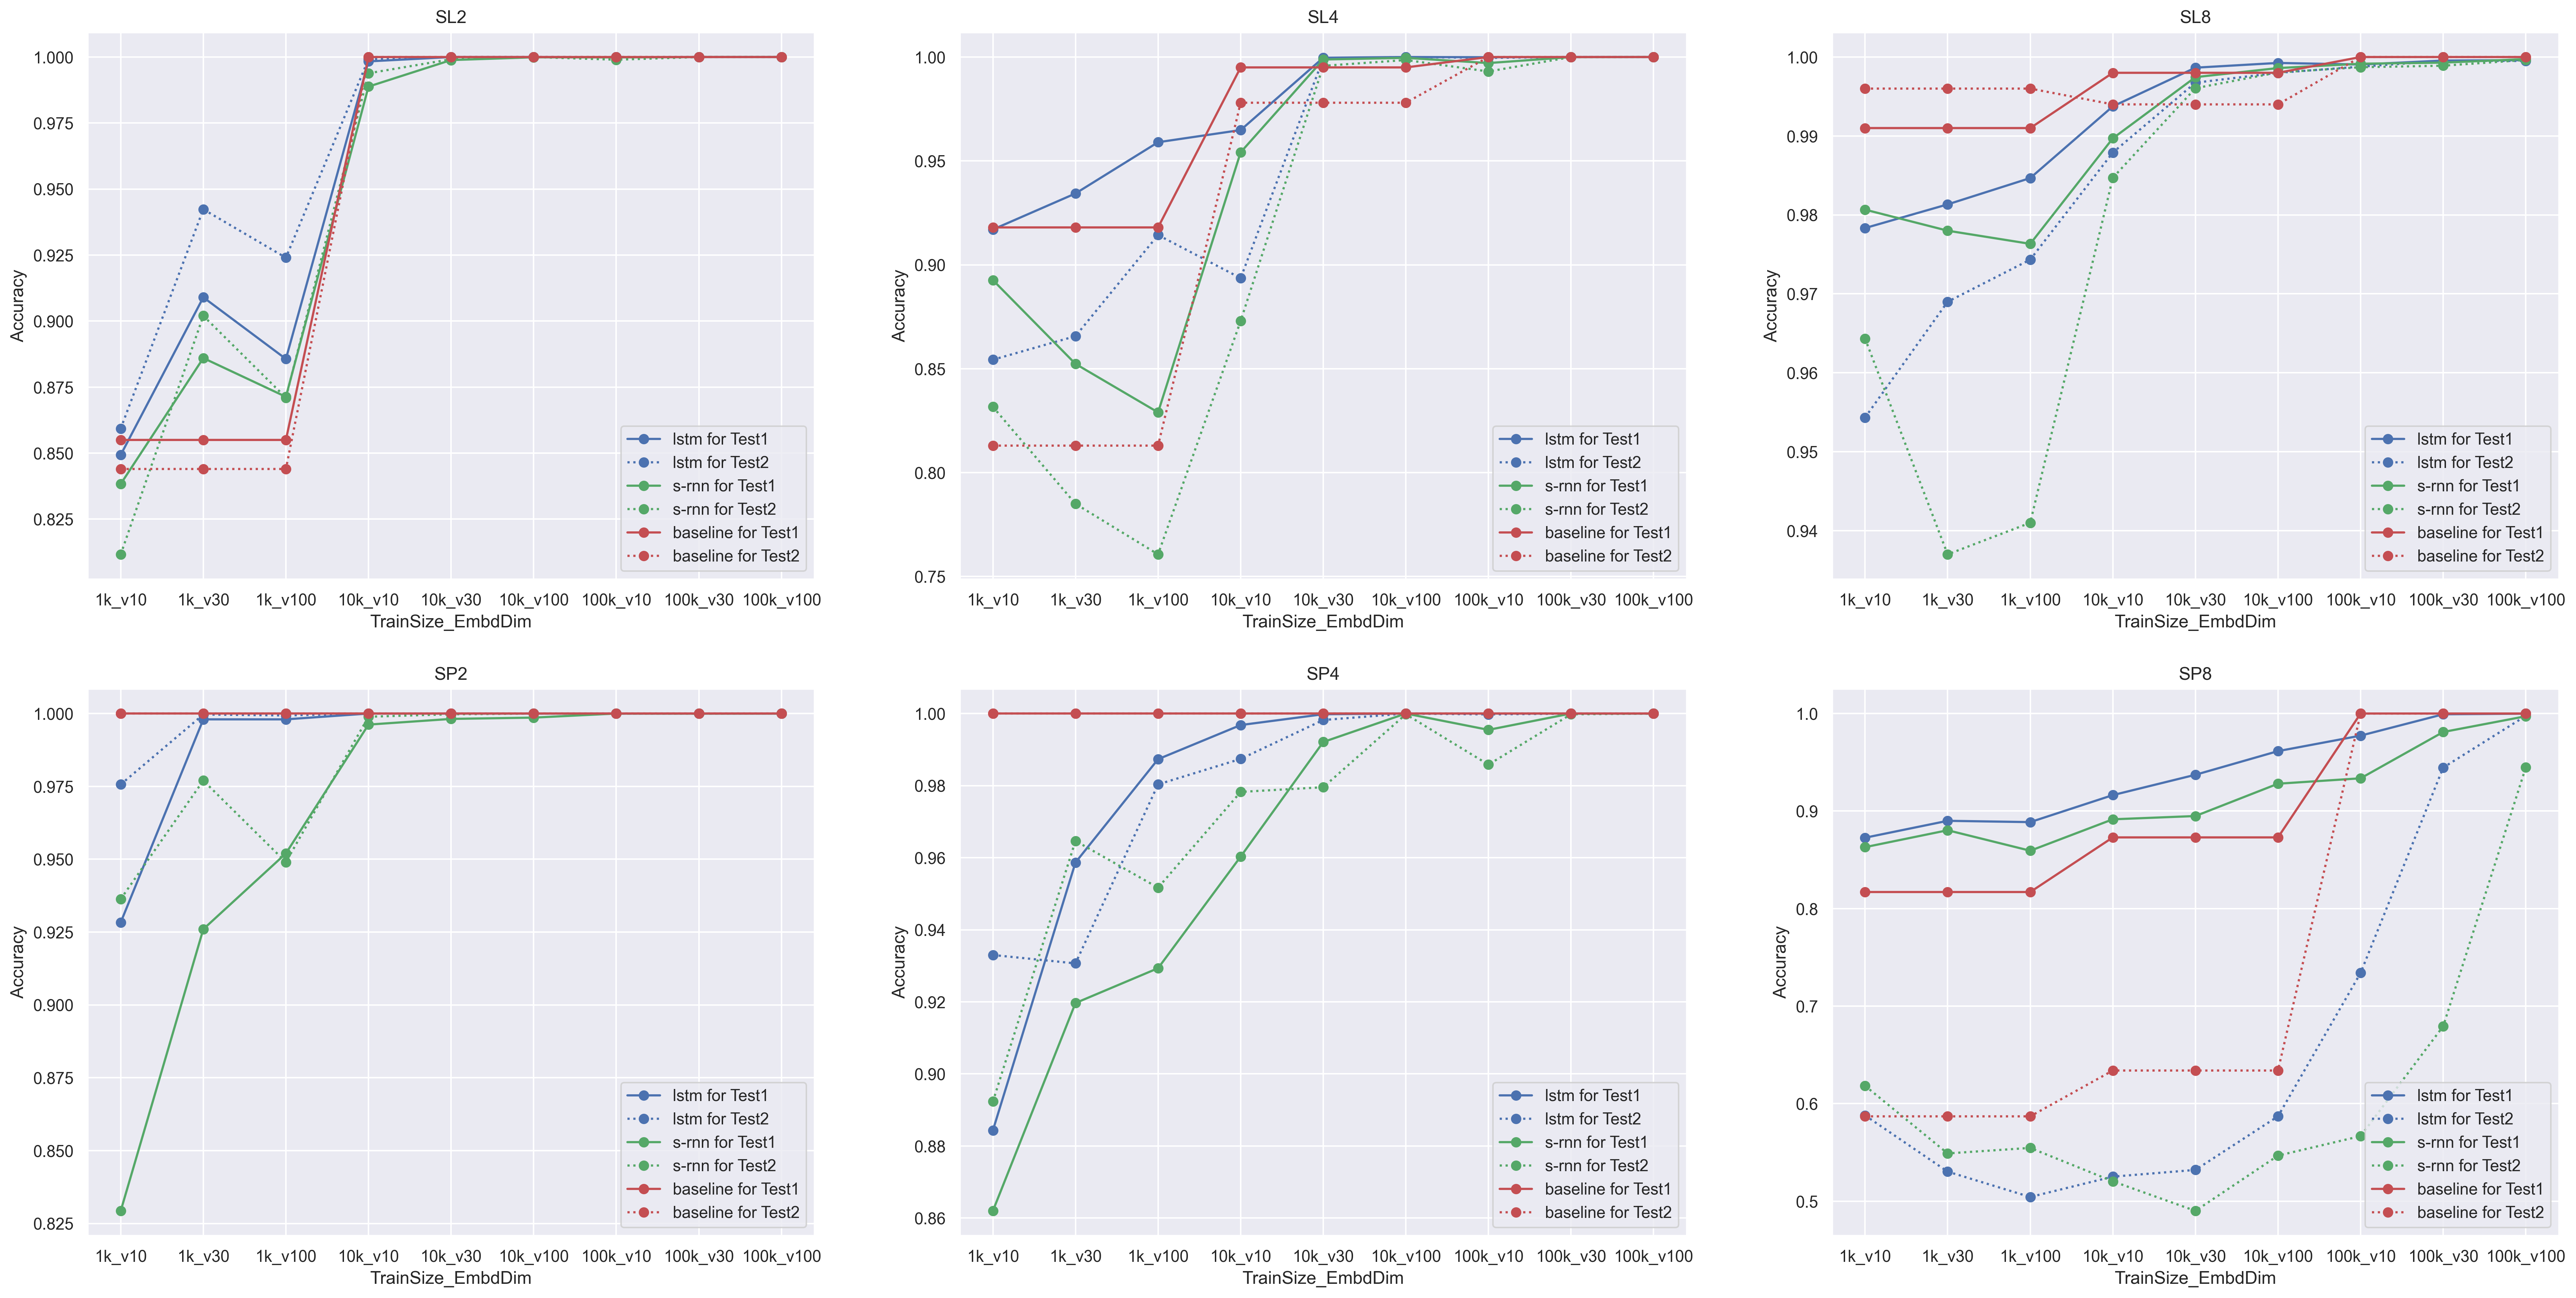 SL2
1.000
0.975
0.950
0.925
0.900
0.875
0.850
0.825
Accuracy
lstm for Test1
lstm for Test2
s-rnn for Test1
s-rnn for Test2
baseline for Test1
baseline for Test2
1k_v10 1k_v30 1k_v100 10k_v10 10k_v30 10k_v100 100k_v10 100k_v30 100k_v100
TrainSize_EmbdDim
SL4
1.00
0.95
0.90
0.85
0.80
0.75
Accuracy
lstm for Test1
lstm for Test2
s-rnn for Test1
s-rnn for Test2
baseline for Test1
baseline for Test2
1k_v10 1k_v30 1k_v100 10k_v10 10k_v30 10k_v100 100k_v10 100k_v30 100k_v100
TrainSize_EmbdDim
SL8
1.00
0.99
0.98
0.97
0.96
0.95
0.94
Accuracy
lstm for Test1
lstm for Test2
s-rnn for Test1
s-rnn for Test2
baseline for Test1
baseline for Test2
1k_v10 1k_v30 1k_v100 10k_v10 10k_v30 10k_v100 100k_v10 100k_v30 100k_v100
TrainSize_EmbdDim
SP2
1.000
0.975
0.950
0.925
0.900
0.875
0.850
0.825
Accuracy
lstm for Test1
lstm for Test2
s-rnn for Test1
s-rnn for Test2
baseline for Test1
baseline for Test2
1k_v10 1k_v30 1k_v100 10k_v10 10k_v30 10k_v100 100k_v10 100k_v30 100k_v100
TrainSize_EmbdDim
SP4
1.00
0.98
0.96
0.94
0.92
0.90
0.88
0.86
Accuracy
lstm for Test1
lstm for Test2
s-rnn for Test1
s-rnn for Test2
baseline for Test1
baseline for Test2
1k_v10 1k_v30 1k_v100 10k_v10 10k_v30 10k_v100 100k_v10 100k_v30 100k_v100
TrainSize_EmbdDim
SP8
1.0
0.9
0.8
0.7
0.6
0.5
Accuracy
lstm for Test1
lstm for Test2
s-rnn for Test1
s-rnn for Test2
baseline for Test1
baseline for Test2
1k_v10 1k_v30 1k_v100 10k_v10 10k_v30 10k_v100 100k_v10 100k_v30 100k_v100
TrainSize_EmbdDim